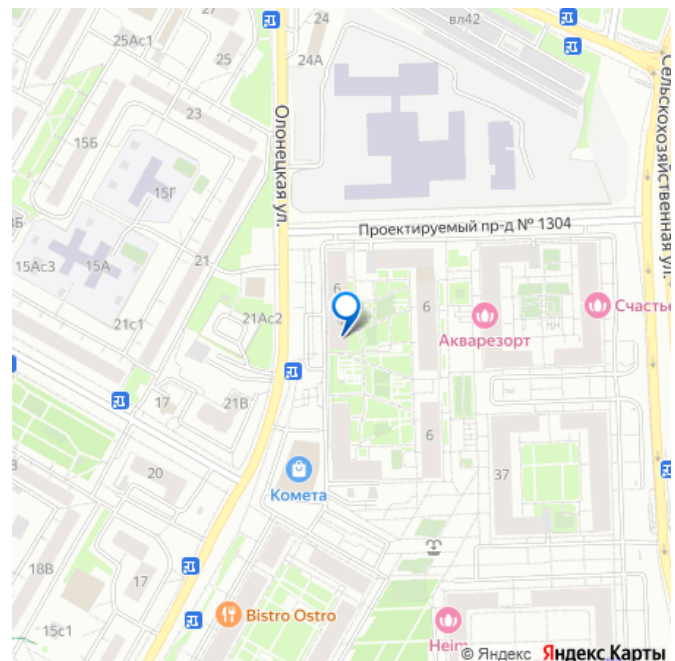 24
27
вл42
25Ас1
25
24А
23
15Б
Олонецкая ул.
Сельскохозяйственная ул.
15Г
Проектируемый пр-д № 1304
15Ас3
15А
21
6
6
21Ас2
Счастье
21с1
Акварезорт
17
21В
6
20
Комета
37
18В
17
Bistro Ostro
15с1
Heim
© Яндекс Яндекс Карты